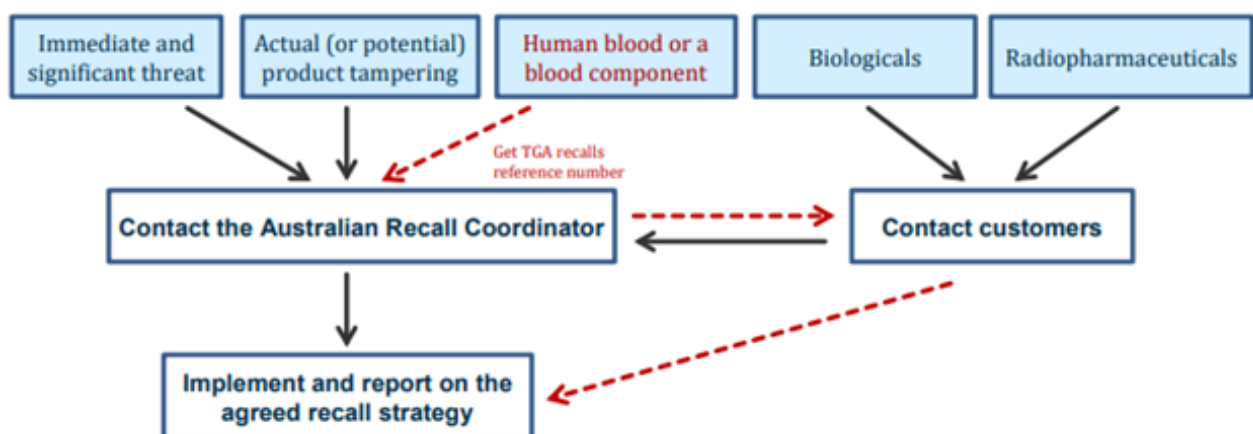 Immediate and
significant threat
Actual (or potential)
product tampering
Human blood or a
blood component
Biologicals
Radiopharmaceuticals
Get TGA recalls
reference number
Contact the Australian Recall Coordinator
Contact customers
Implement and report on the
agreed recall strategy